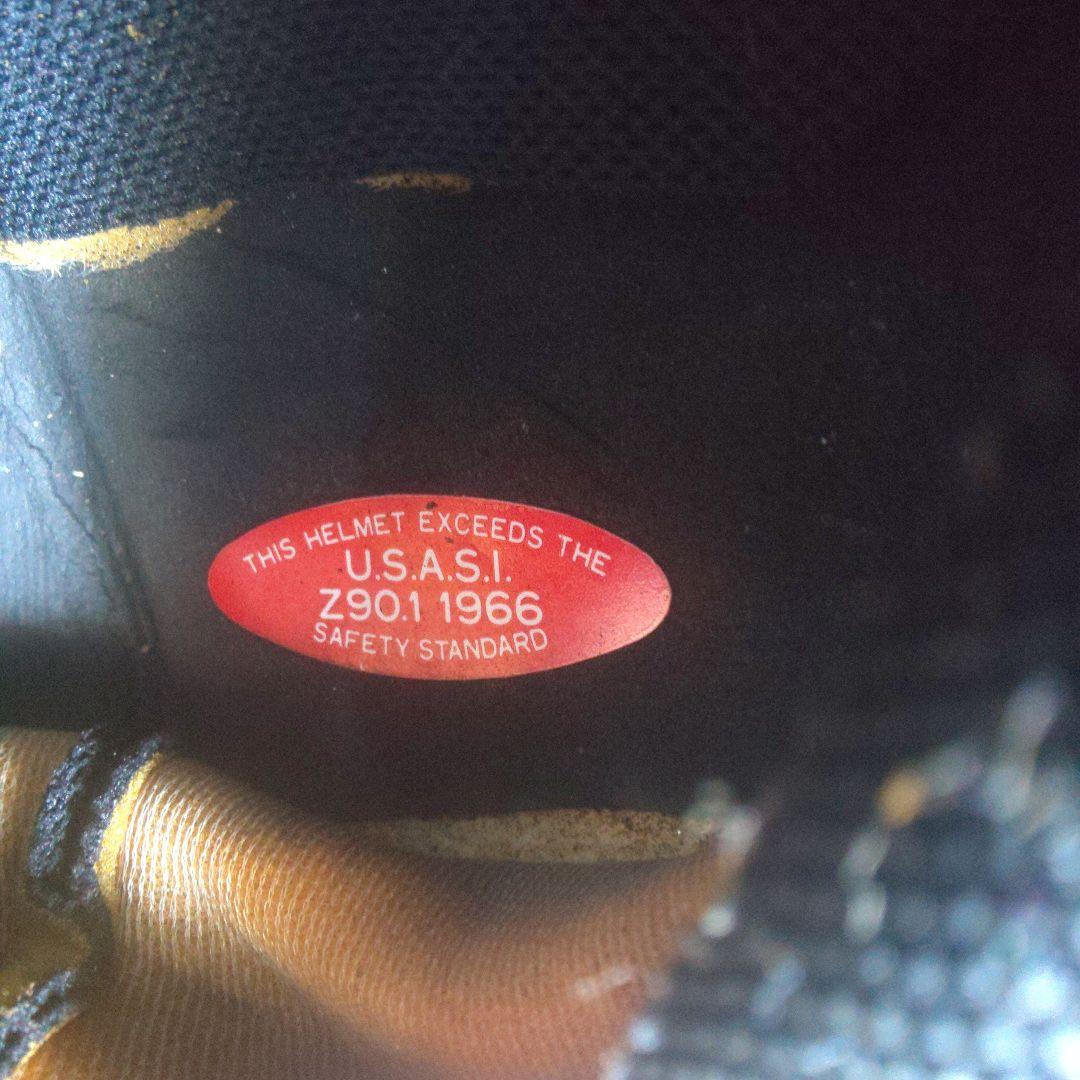 THIS HELMET EXCEEDS THE
U.S.A.S.I.
Z90.1 1966
SAFETY STANDARD